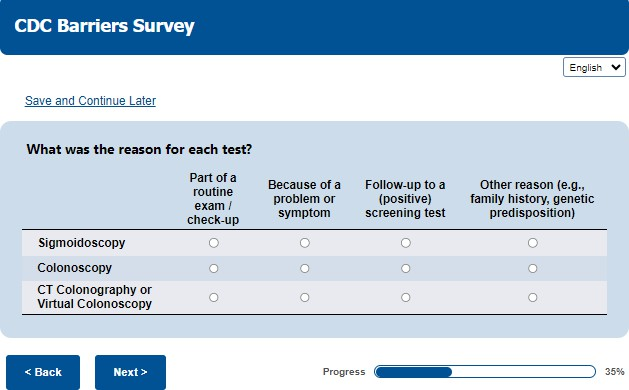 CDC Barriers Survey
English
Save and Continue Later
What was the reason for each test?
Part of a
routine
exam /
check-up
Because of a
problem or
symptom
Follow-up to a
(positive)
screening test
Other reason (e.g.,
family history, genetic
predisposition)
Sigmoidoscopy
Colonoscopy
CT Colonography or
Virtual Colonoscopy
< Back
Next >
Progress
35%